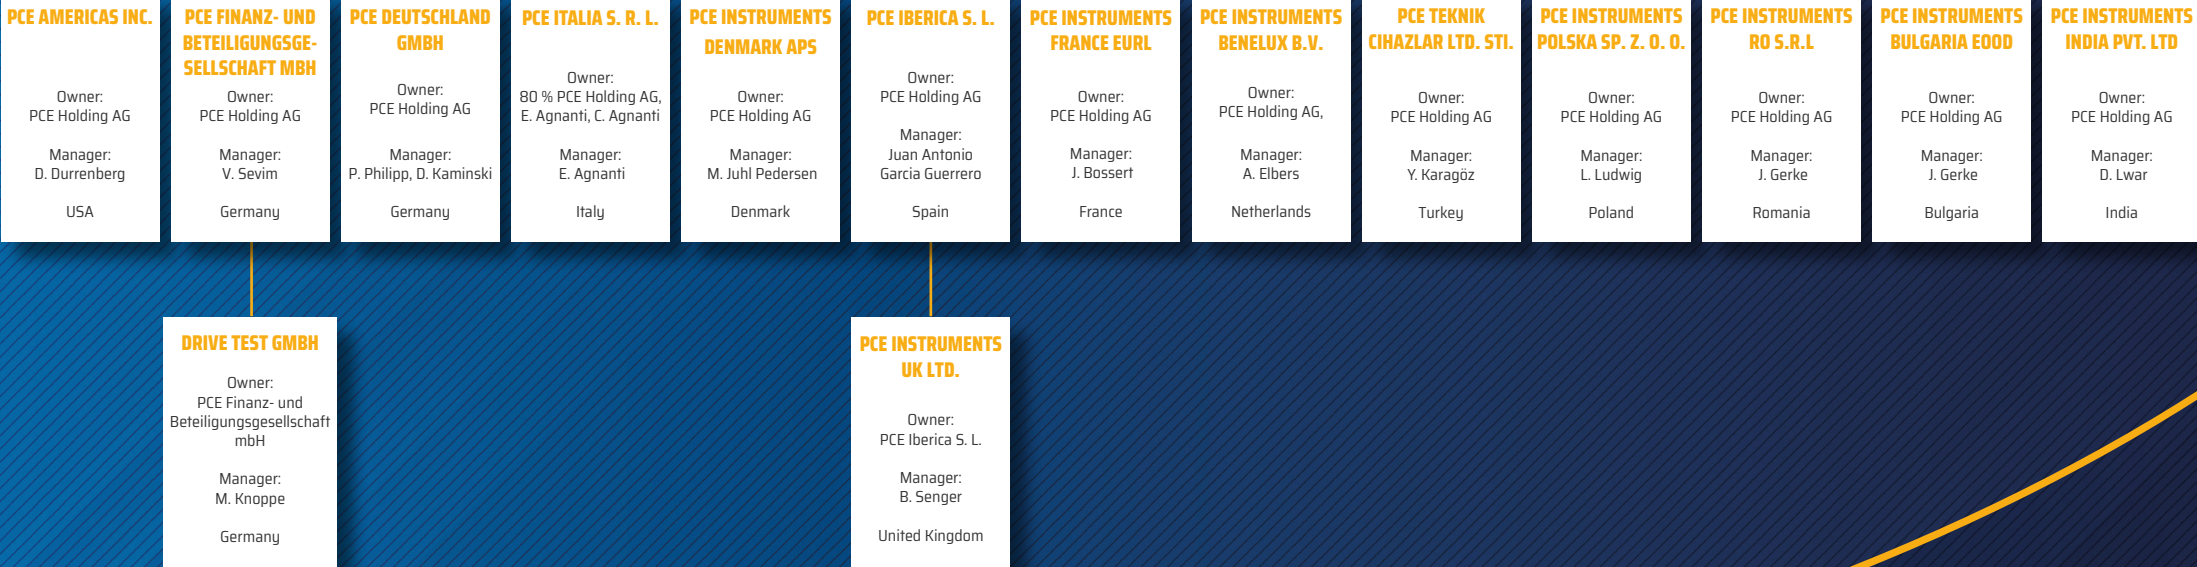 PCE AMERICAS INC.
Owner:
PCE Holding AG
Manager:
D. Durrenberg
USA
PCE FINANZ- UND
BETEILIGUNGSGE-
SELLSCHAFT MBH
Owner:
PCE Holding AG
Manager:
V. Sevim
Germany
PCE DEUTSCHLAND
GMBH
Owner:
PCE Holding AG
Manager:
P. Philipp, D. Kaminski
Germany
PCE ITALIA S. R. L.
Owner:
80 % PCE Holding AG,
E. Agnanti, C. Agnanti
Manager:
E. Agnanti
Italy
PCE INSTRUMENTS
DENMARK APS
Owner:
PCE Holding AG
Manager:
M. Juhl Pedersen
Denmark
PCE IBERICA S. L.
Owner:
PCE Holding AG
Manager:
Juan Antonio
Garcia Guerrero
Spain
PCE INSTRUMENTS
FRANCE EURL
Owner:
PCE Holding AG
Manager:
J. Bossert
France
PCE INSTRUMENTS
BENELUX B.V.
Owner:
PCE Holding AG,
Manager:
A. Elbers
Netherlands
PCE TEKNIK
CIHAZLAR LTD. STI.
Owner:
PCE Holding AG
Manager:
Y. Karagöz
Turkey
PCE INSTRUMENTS
POLSKA SP. Z. O. O.
Owner:
PCE Holding AG
Manager:
L. Ludwig
Poland
PCE INSTRUMENTS
RO S.R.L
Owner:
PCE Holding AG
Manager:
J. Gerke
Romania
PCE INSTRUMENTS
BULGARIA EOOD
Owner:
PCE Holding AG
Manager:
J. Gerke
Bulgaria
PCE INSTRUMENTS
INDIA PVT. LTD
Owner:
PCE Holding AG
Manager:
D. Lwar
India
DRIVE TEST GMBH
Owner:
PCE Finanz- und
Beteiligungsgesellschaft
mbH
Manager:
M. Knoppe
Germany
PCE INSTRUMENTS
UK LTD.
Owner:
PCE Iberica S. L.
Manager:
B. Senger
United Kingdom